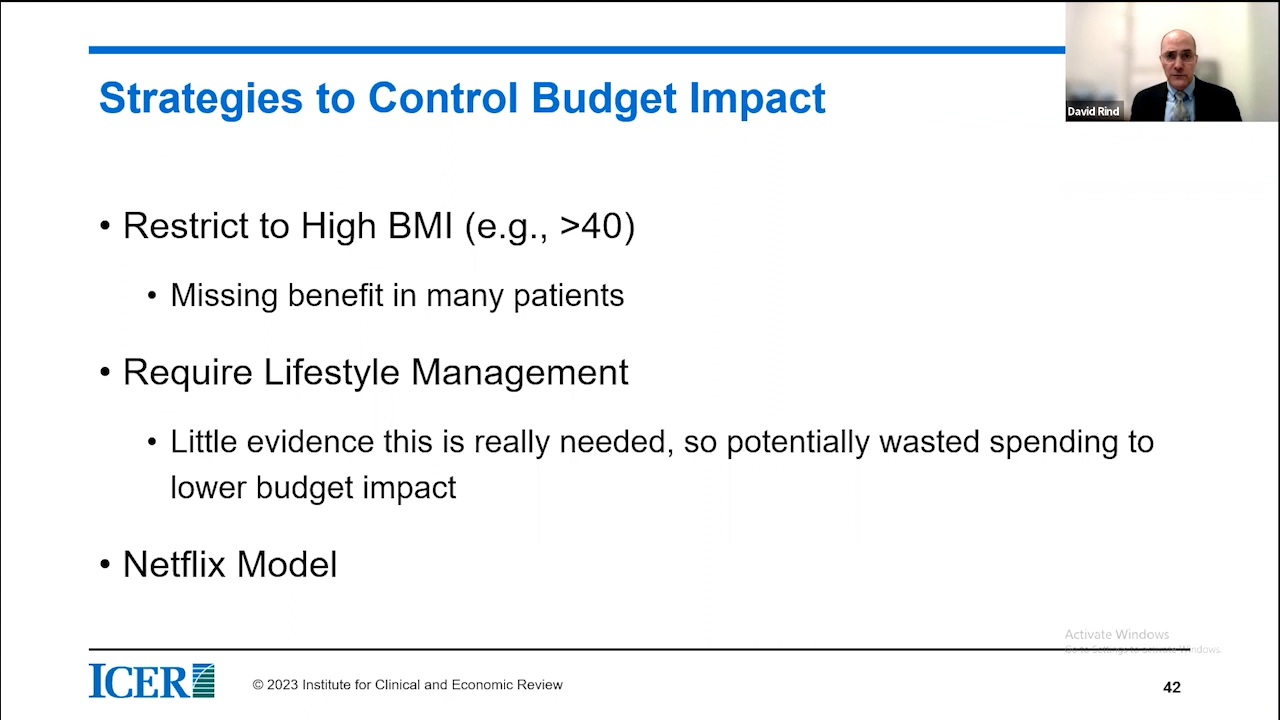 Strategies to Control Budget Impact
David Rind
• Restrict to High BMI (e.g., >40)
• Missing benefit in many patients
• Require Lifestyle Management
• Little evidence this is really needed, so potentially wasted spending to
lower budget impact
• Netflix Model
Activate Windows
Go to Settings to activate Windows.
ICER
© 2023 Institute for Clinical and Economic Review
42